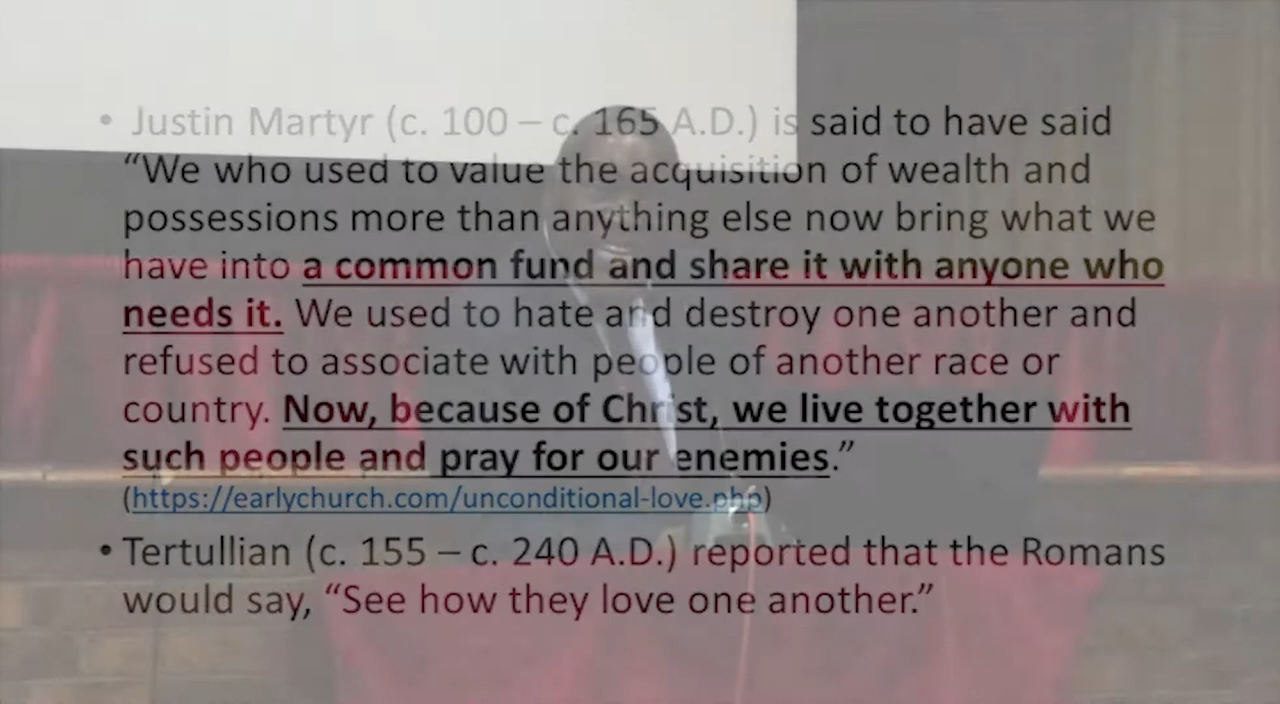 • Justin Martyr (c. 100 – c. 165 A.D.) is said to have said
“We who used to value the acquisition of wealth and
possessions more than anything else now bring what we
have into a common fund and share it with anyone who
needs it. We used to hate and destroy one another and
refused to associate with people of another race or
country. Now, because of Christ, we live together with
such people and pray for our enemies.”
(https://earlychurch.com/unconditional-love.php)
• Tertullian (c. 155 – c. 240 A.D.) reported that the Romans
would say, “See how they love one another.”